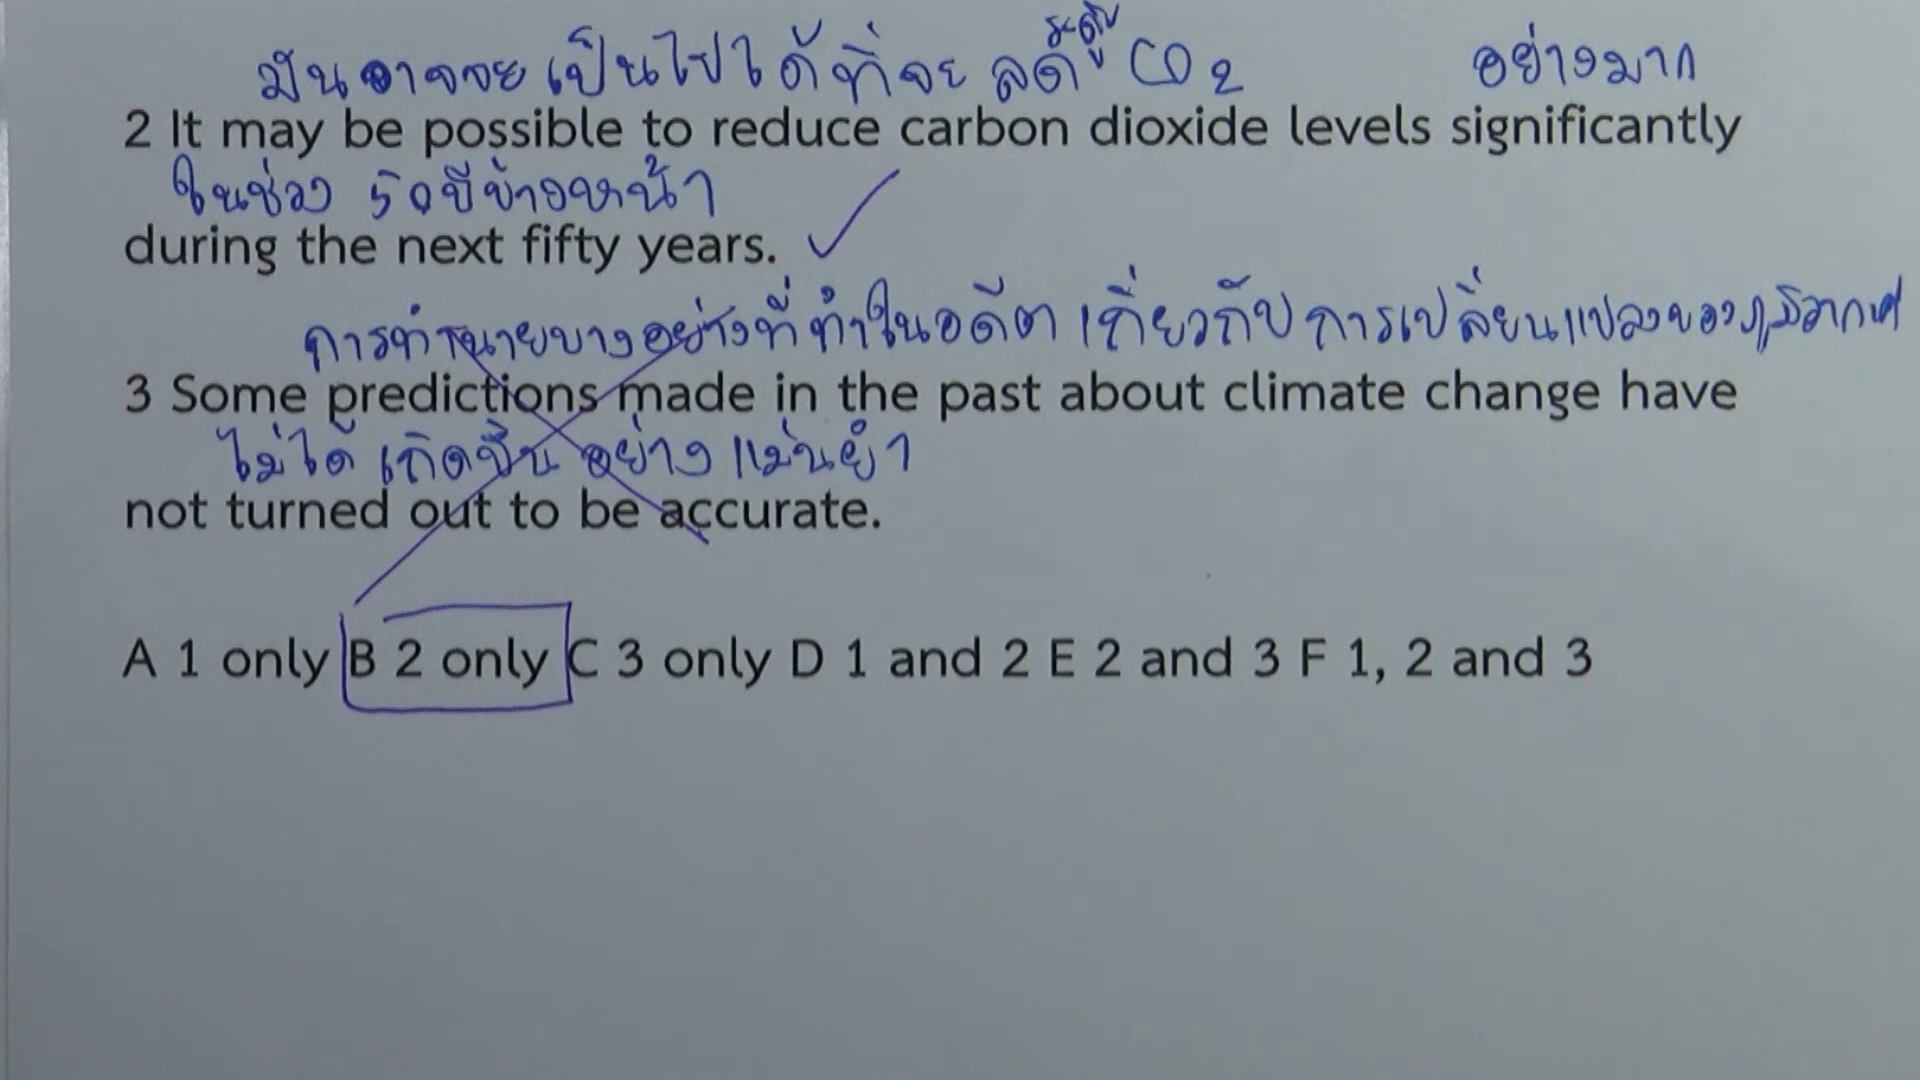 มันอาจจะเป็นไปได้ที่จะลดระดับ CO2 อย่างมาก
2 It may be possible to reduce carbon dioxide levels significantly
ในช่วง 50 ปีข้างหน้า
during the next fifty years.
การทำนายบางอย่างที่ทำในอดีตเกี่ยวกับการเปลี่ยนแปลงของภูมิอากาศ
3 Some predictions made in the past about climate change have
ไม่ได้เกิดขึ้นอย่างแม่นยำ
not turned out to be accurate.
A 1 only B 2 only C 3 only D 1 and 2 E 2 and 3 F 1, 2 and 3